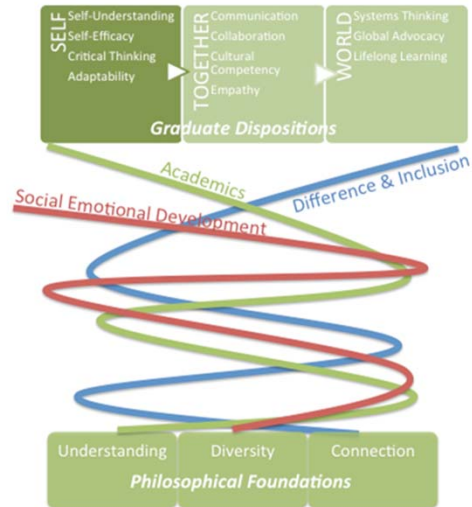 SELF
Self-Understanding
Self-Efficacy
Critical Thinking
Adaptability
TOGETHER
Communication
Collaboration
Cultural
Competency
Empathy
WORLD
Systems Thinking
Global Advocacy
Lifelong Learning
Graduate Dispositions
Academics
Difference & Inclusion
Social Emotional Development
Understanding
Diversity
Connection
Philosophical Foundations